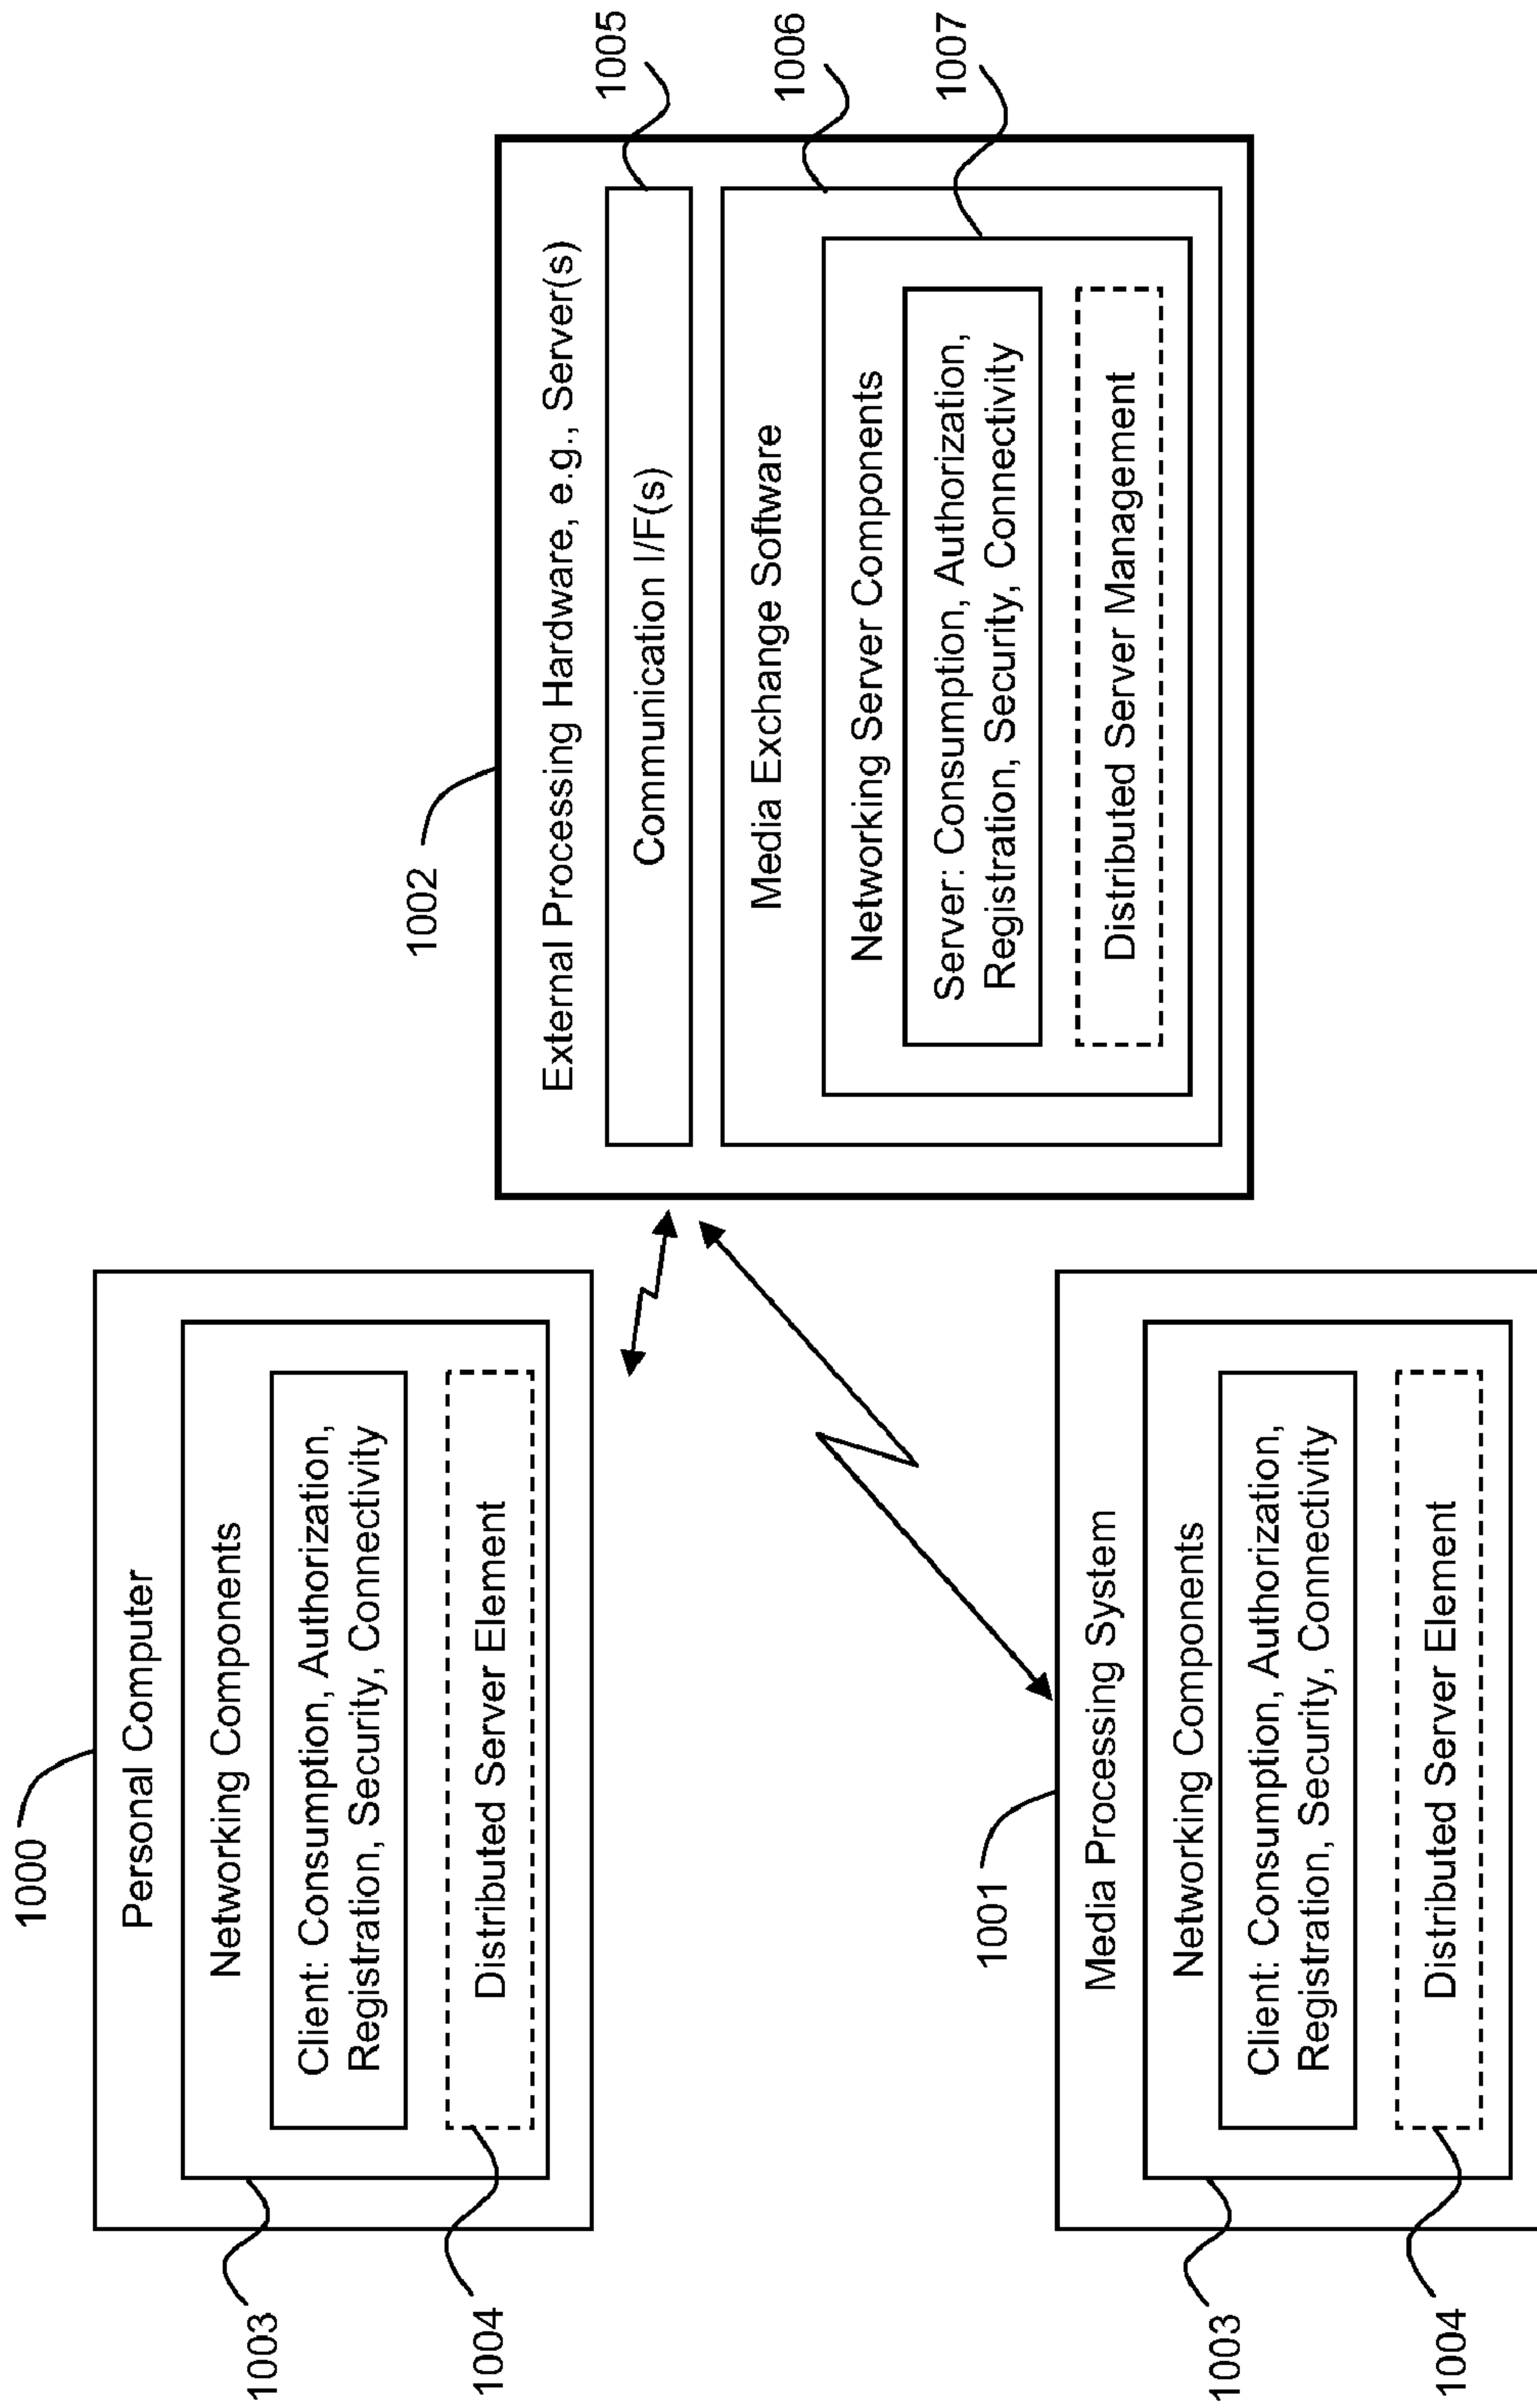 1000
Personal Computer
Networking Components
Client: Consumption, Authorization,
Registration, Security, Connectivity
Distributed Server Element
1003
1004
1001
Media Processing System
Networking Components
Client: Consumption, Authorization,
Registration, Security, Connectivity
Distributed Server Element
1003
1004
1002
External Processing Hardware, e.g., Server(s)
Communication I/F(s)
Media Exchange Software
Networking Server Components
Server: Consumption, Authorization,
Registration, Security, Connectivity
Distributed Server Management
1005
1006
1007